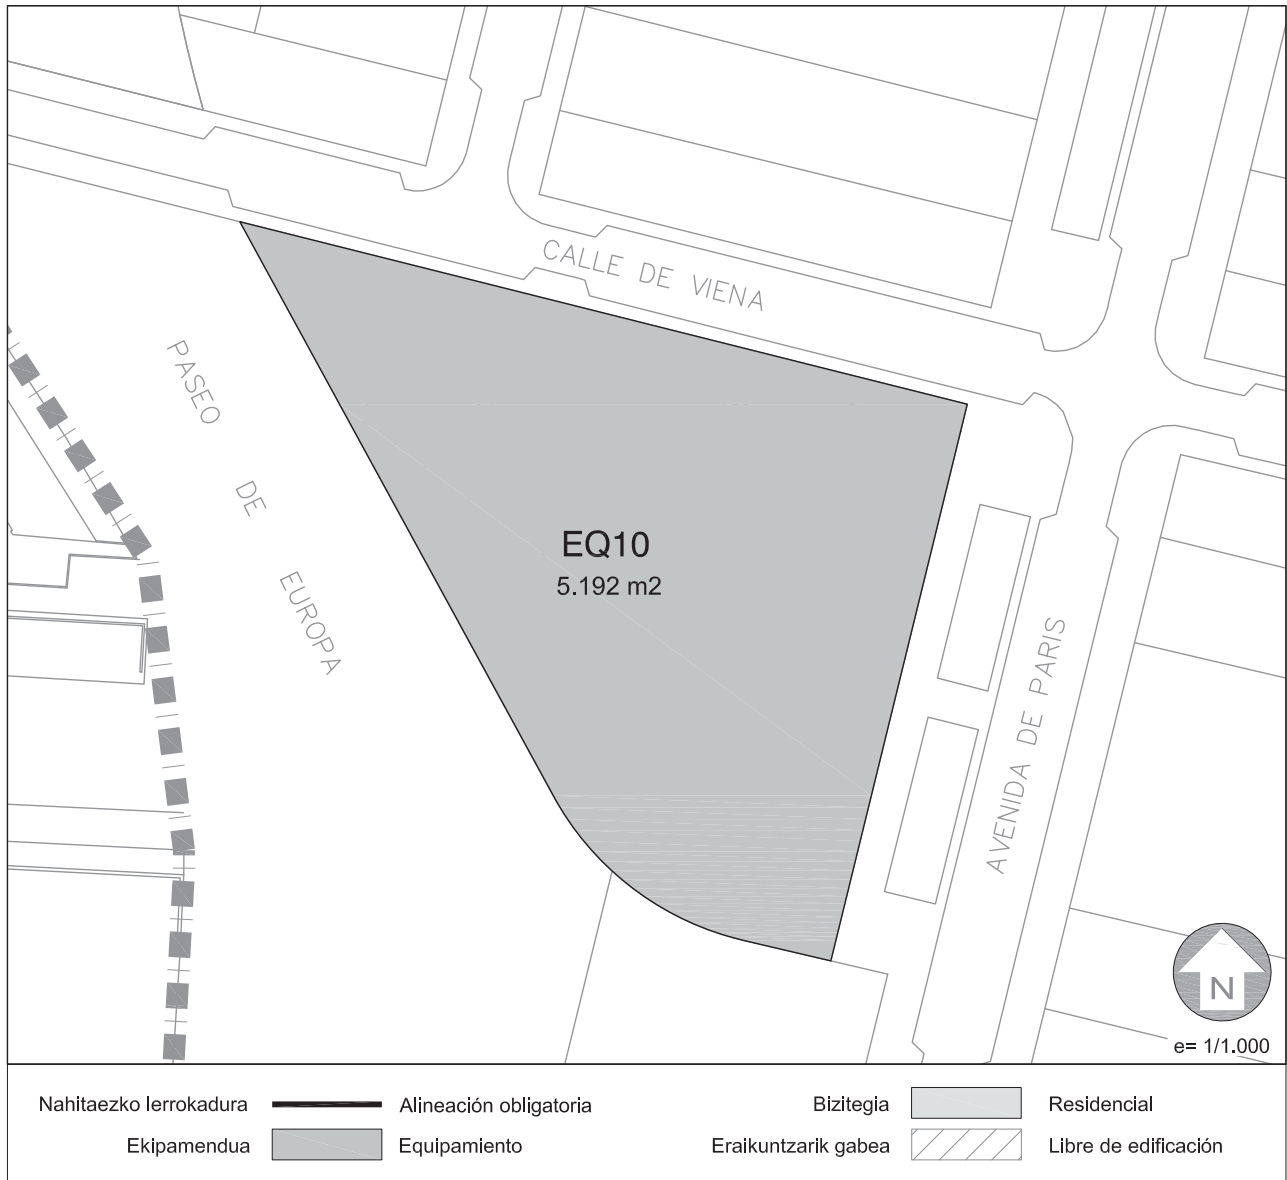 CALLE DE VIENA
PASEO DE EUROPA
EQ10
5.192 m2
AVENIDA DE PARIS
N
e= 1/1.000
Nahitaezko lerrokadura Alineación obligatoria
Bizitegia Residencial
Ekipamendua Equipamiento
Eraikuntzarik gabea Libre de edificación